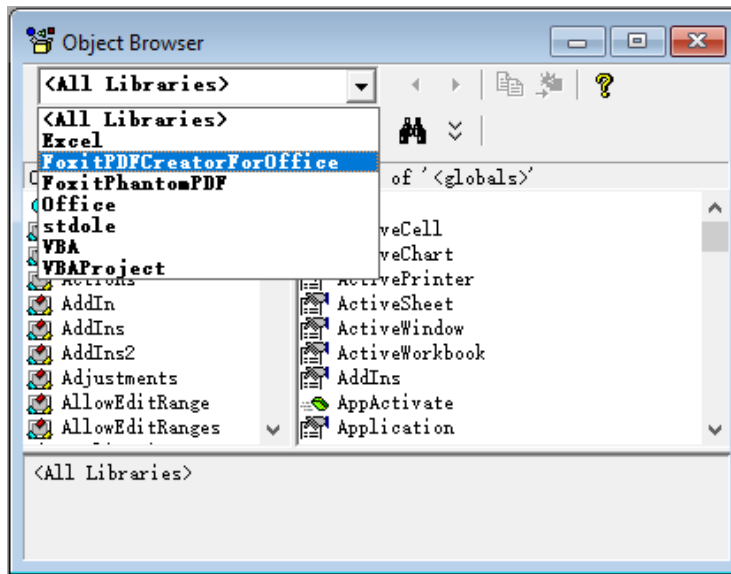 Object Browser
<All Libraries>
<All Libraries>
Excel
FoxitPDFCreatorForOffice
FoxitPhantomPDF
Office
stdole
VBA
VBAProject
of '<globals>'
veCell
veChart
vePrinter
AddIn
ActiveSheet
AddIns
ActiveWindow
AddIns2
ActiveWorkbook
Adjustments
AddIns
AllowEditRange
AppActivate
AllowEditRanges
Application
<All Libraries>